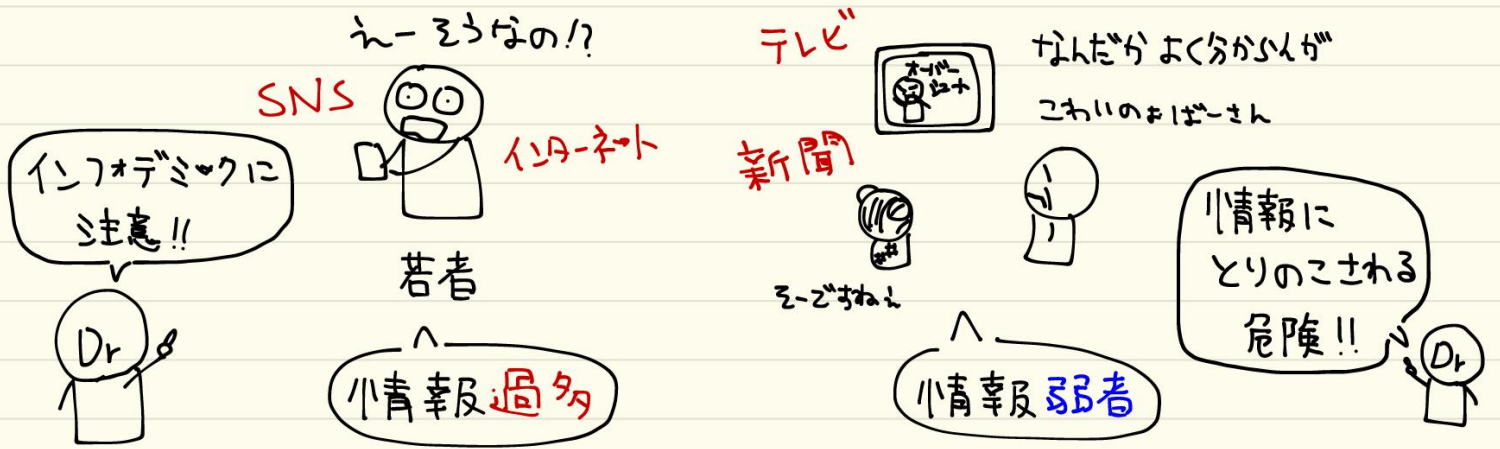 えーそうなの!?
SNS
インターネット
インフォデミックに
注意!!
若者
Dr
情報過多
テレビ
オーバー
シュート
なんだかよく分からんが
こわいのぉばーさん
新聞
そーですねぇ
情報弱者
情報に
とりのこされる
危険!!
Dr